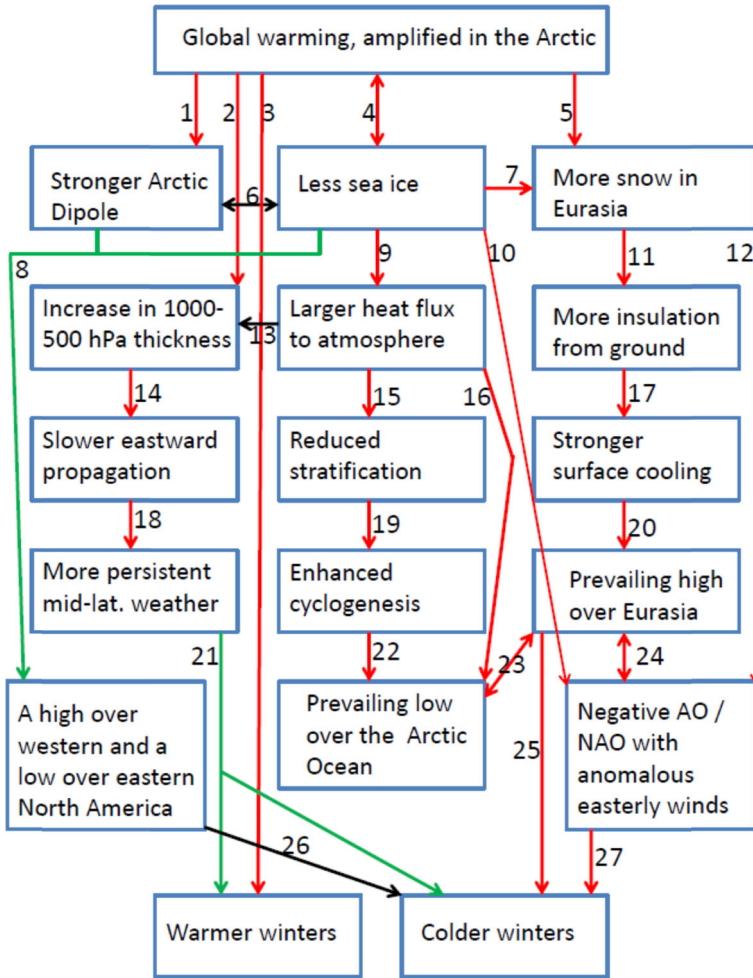 Global warming, amplified in the Arctic
1
2
3
4
5
Stronger Arctic
Dipole
6
Less sea ice
7
More snow in
Eurasia
8
9
10
11
12
Increase in 1000-
500 hPa thickness
13
Larger heat flux
to atmosphere
More insulation
from ground
14
15
16
17
Slower eastward
propagation
Reduced
stratification
Stronger
surface cooling
18
19
20
More persistent
mid-lat. weather
Enhanced
cyclogenesis
Prevailing high
over Eurasia
21
22
23
24
A high over
western and a
low over eastern
North America
Prevailing low
over the Arctic
Ocean
25
Negative AO /
NAO with
anomalous
easterly winds
26
27
Warmer winters
Colder winters